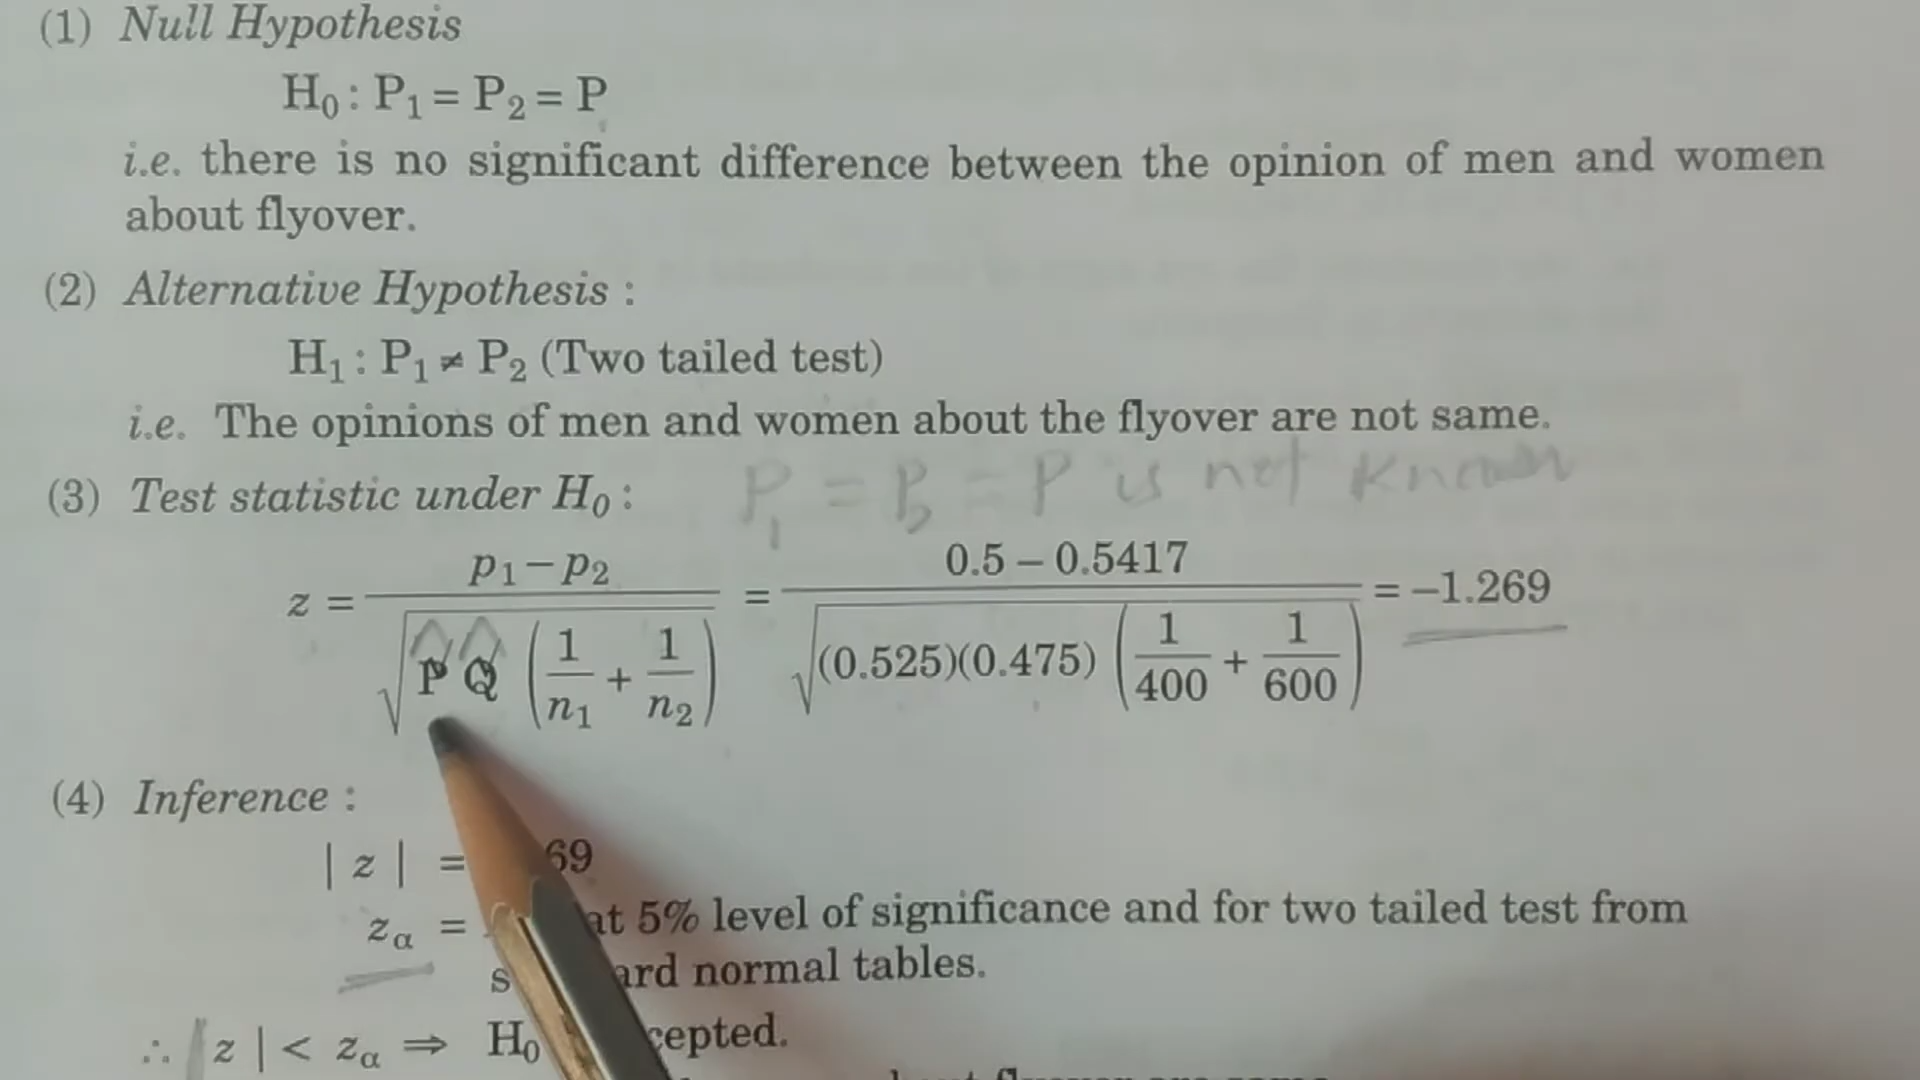 (1) Null Hypothesis
H₀ : P₁ = P₂ = P
i.e. there is no significant difference between the opinion of men and women
about flyover.
(2) Alternative Hypothesis :
H₁ : P₁ ≠ P₂ (Two tailed test)
i.e. The opinions of men and women about the flyover are not same.
(3) Test statistic under H₀ : P₁ = P₂ = P is not known
z = (p₁ − p₂) / √(P̂ Q̂ (1/n₁ + 1/n₂)) = (0.5 − 0.5417) / √((0.525)(0.475) (1/400 + 1/600)) = −1.269
(4) Inference :
| z | = 69
zα = at 5% level of significance and for two tailed test from
normal tables.
∴ | z | < zα ⇒ H₀